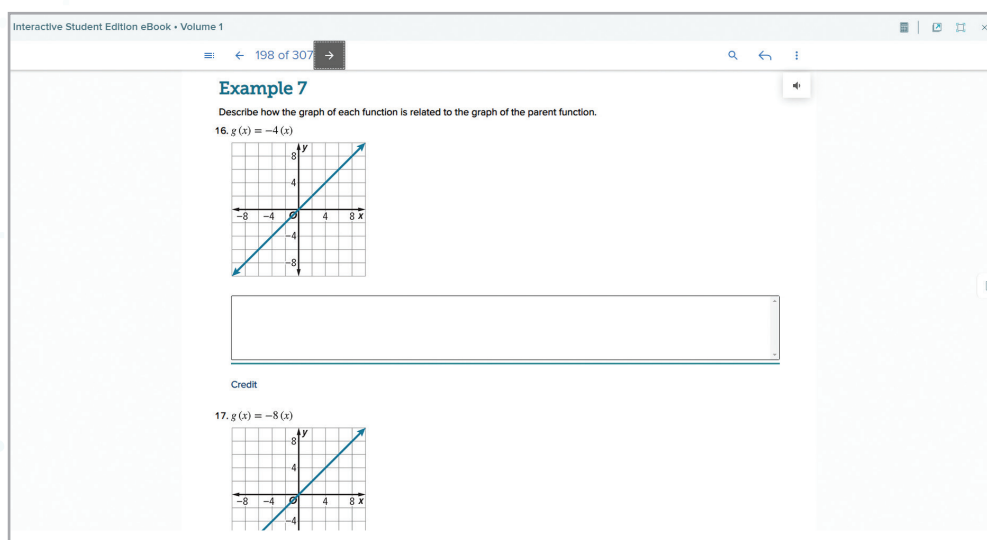 Interactive Student Edition eBook • Volume 1
198 of 307
Example 7
Describe how the graph of each function is related to the graph of the parent function.
16. g (x) = −4 (x)
y
8
4
−8 −4 O 4 8 x
−4
−8
Credit
17. g (x) = −8 (x)
y
8
4
−8 −4 O 4 8 x
−4